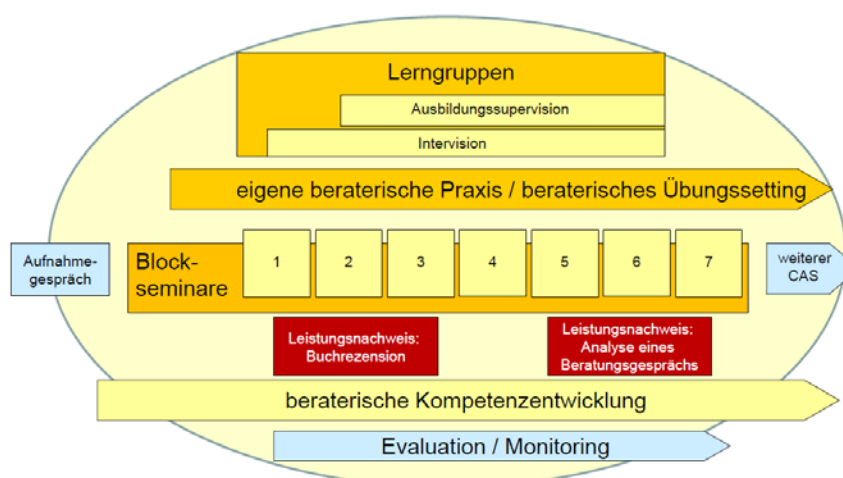 Lerngruppen
Ausbildungssupervision
Intervision
eigene beraterische Praxis / beraterisches Übungssetting
Aufnahme-
gespräch
Block-
seminare
1
2
3
4
5
6
7
weiterer
CAS
Leistungsnachweis:
Buchrezension
Leistungsnachweis:
Analyse eines
Beratungsgesprächs
beraterische Kompetenzentwicklung
Evaluation / Monitoring